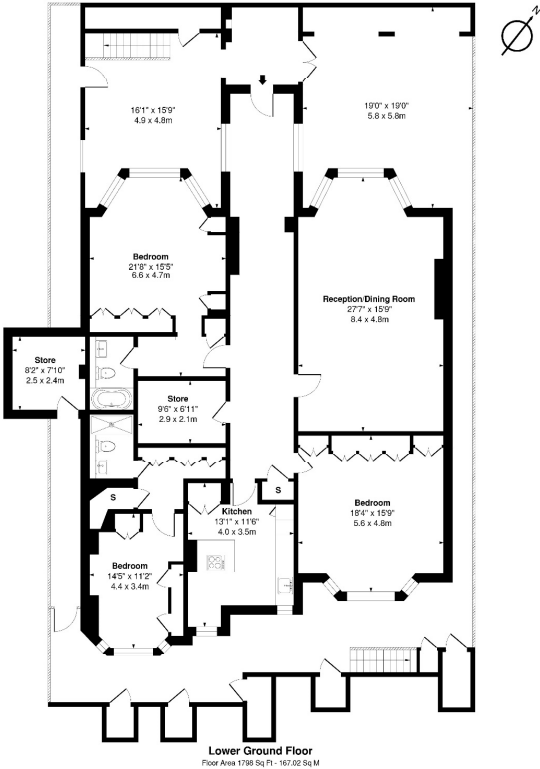 N
16'1" x 15'9"
4.9 x 4.8m
19'0" x 19'0"
5.8 x 5.8m
Bedroom
21'8" x 15'5"
6.6 x 4.7m
Reception/Dining Room
27'7" x 15'9"
8.4 x 4.8m
Store
8'2" x 7'10"
2.5 x 2.4m
Store
9'6" x 6'11"
2.9 x 2.1m
S
S
Kitchen
13'1" x 11'6"
4.0 x 3.5m
Bedroom
18'4" x 15'9"
5.6 x 4.8m
Bedroom
14'5" x 11'2"
4.4 x 3.4m
Lower Ground Floor
Floor Area 1798 Sq Ft - 167.02 Sq M